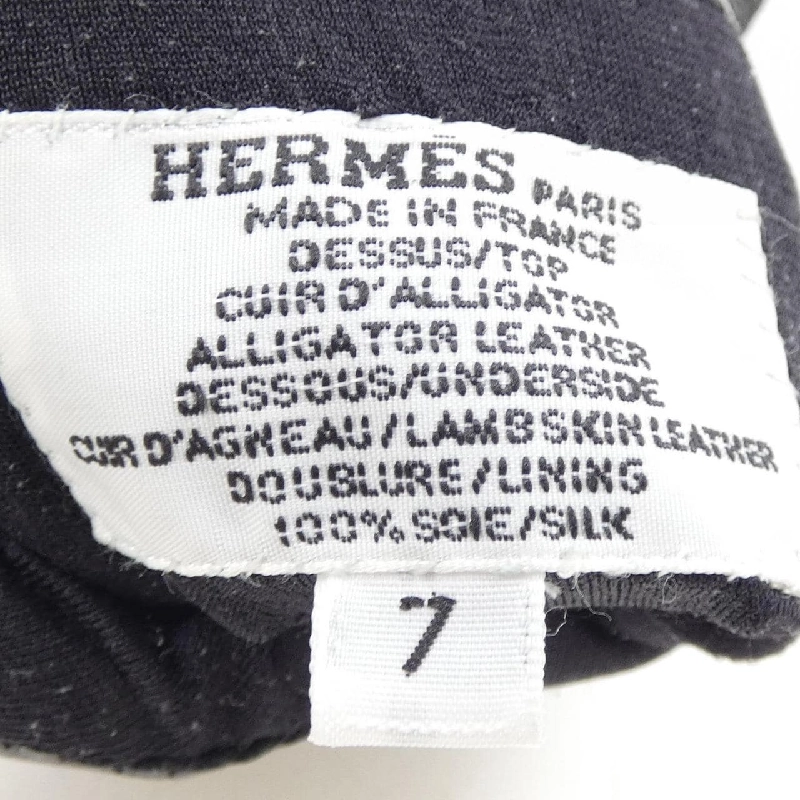 HERMÈS PARIS
MADE IN FRANCE
DESSUS/TOP
CUIR D'ALLIGATOR
ALLIGATOR LEATHER
DESSOUS/UNDERSIDE
CUIR D'AGNEAU/LAMBSKIN LEATHER
DOUBLURE/LINING
100% SOIE/SILK
7